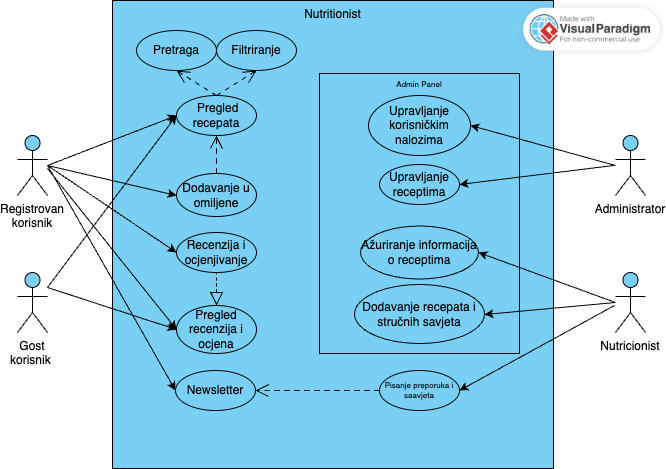 Nutritionist
Made with
VisualParadigm
For non-commercial use
Pretraga
Filtriranje
Admin Panel
Pregled
recepata
Upravljanje
korisničkim
nalozima
Registrovan
korisnik
Dodavanje u
omiljene
Upravljanje
receptima
Administrator
Recenzija i
ocjenjivanje
Ažuriranje informacija
o receptima
Gost
korisnik
Pregled
recenzija i
ocjena
Dodavanje recepata i
stručnih savjeta
Nutricionist
Newsletter
Pisanje preporuka i
saavjeta